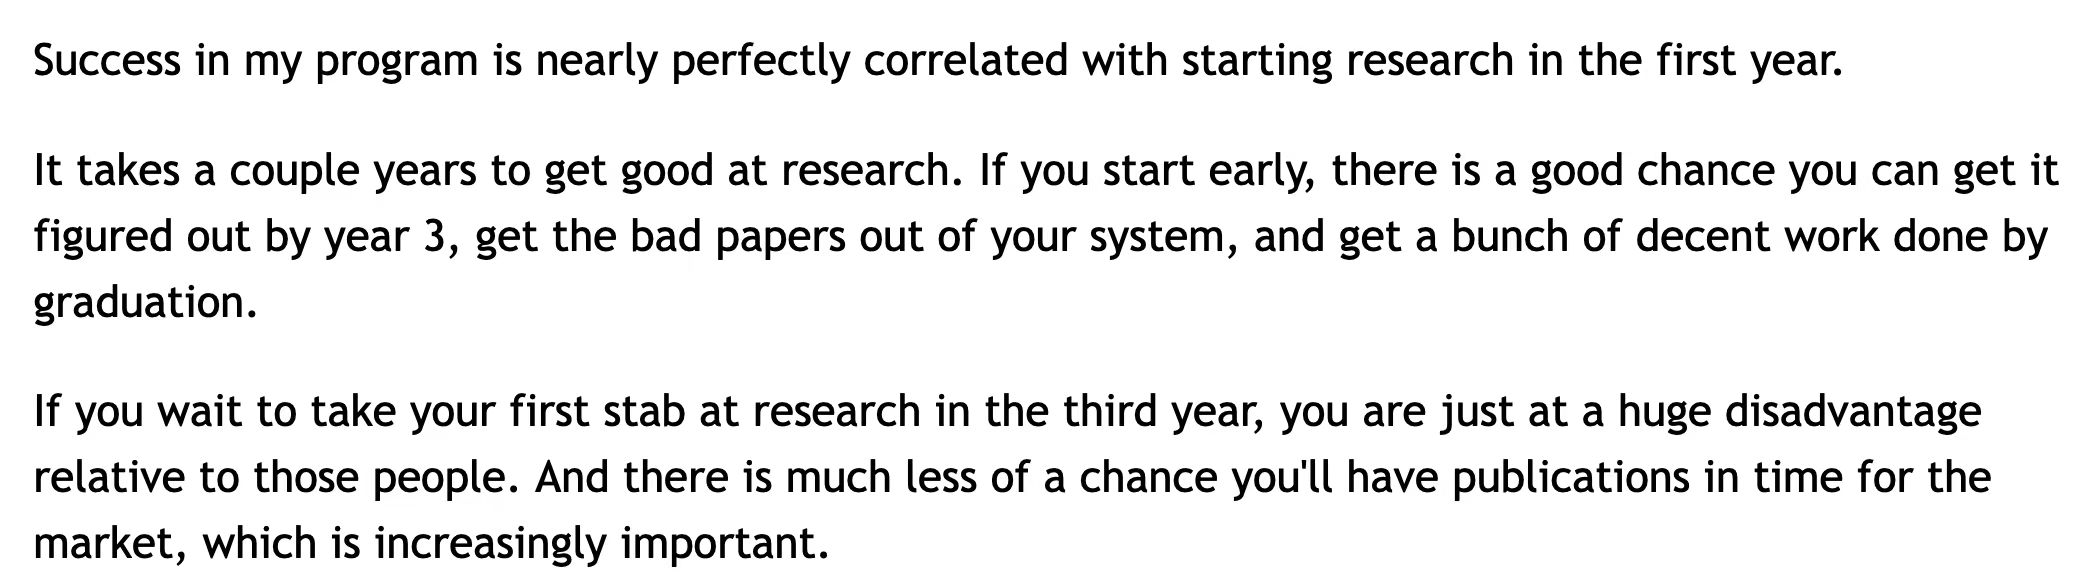 Success in my program is nearly perfectly correlated with starting research in the first year.
It takes a couple years to get good at research. If you start early, there is a good chance you can get it
figured out by year 3, get the bad papers out of your system, and get a bunch of decent work done by
graduation.
If you wait to take your first stab at research in the third year, you are just at a huge disadvantage
relative to those people. And there is much less of a chance you'll have publications in time for the
market, which is increasingly important.